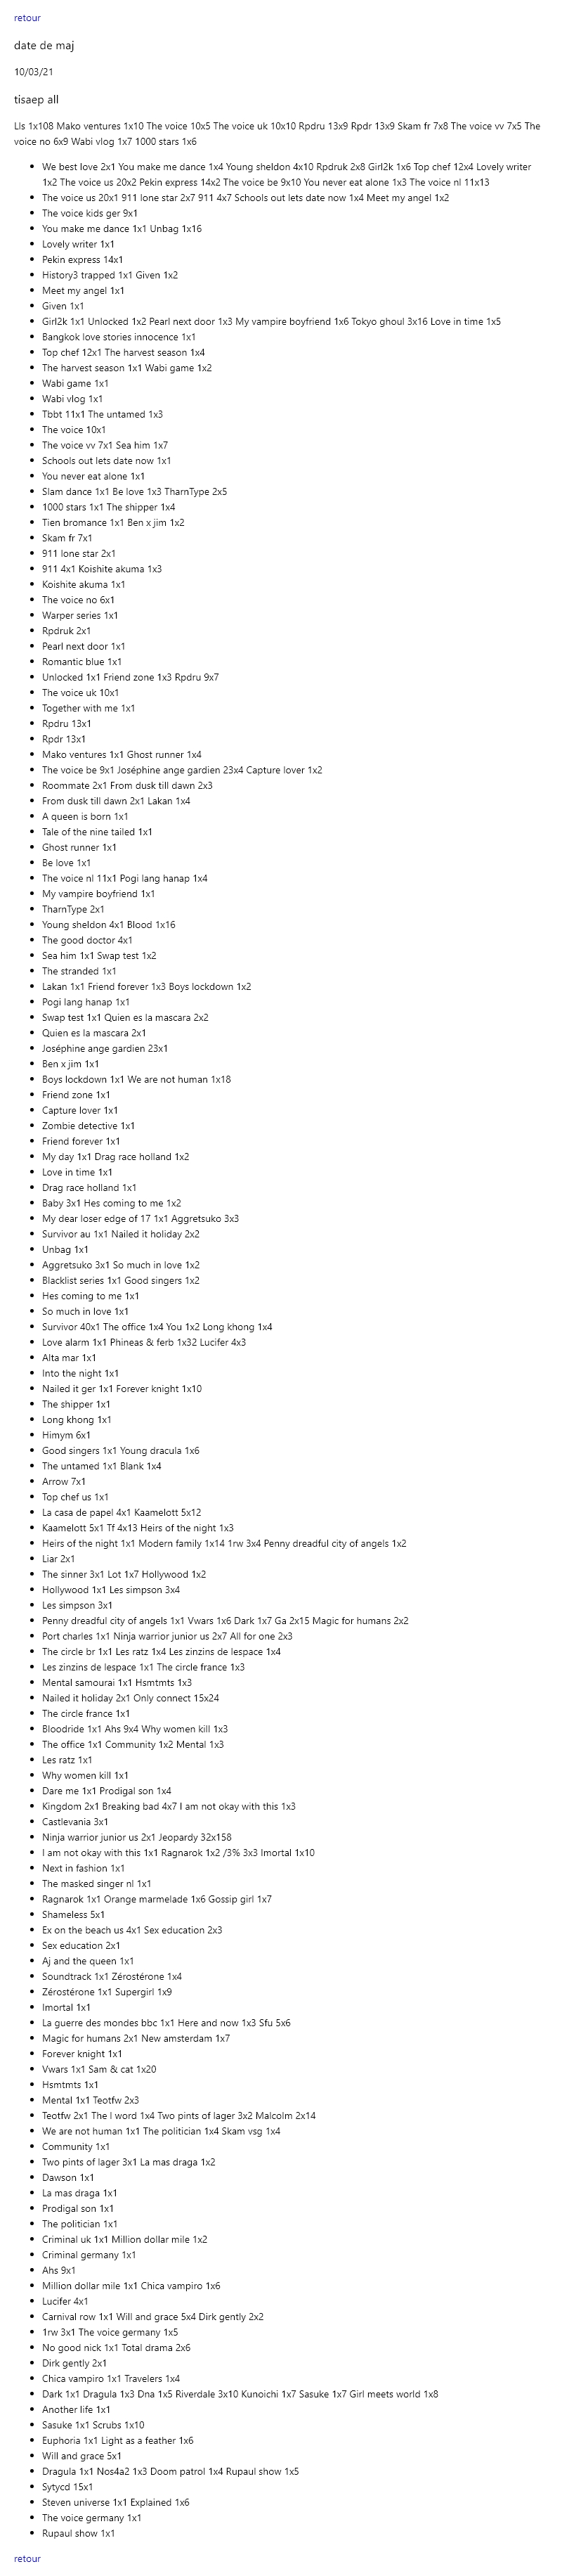 retour
date de maj
10/03/21
tisaep all
Lls 1x108 Mako ventures 1x10 The voice 10x5 The voice uk 10x10 Rpdru 13x9 Rpdr 13x9 Skam fr 7x8 The voice vv 7x5 The
voice no 6x9 Wabi vlog 1x7 1000 stars 1x6
• We best love 2x1 You make me dance 1x4 Young sheldon 4x10 Rpdruk 2x8 Girl2k 1x6 Top chef 12x4 Lovely writer
1x2 The voice us 20x2 Pekin express 14x2 The voice be 9x10 You never eat alone 1x3 The voice nl 11x13
• The voice us 20x1 911 lone star 2x7 911 4x7 Schools out lets date now 1x4 Meet my angel 1x2
• The voice kids ger 9x1
• You make me dance 1x1 Unbag 1x16
• Lovely writer 1x1
• Pekin express 14x1
• History3 trapped 1x1 Given 1x2
• Meet my angel 1x1
• Given 1x1
• Girl2k 1x1 Unlocked 1x2 Pearl next door 1x3 My vampire boyfriend 1x6 Tokyo ghoul 3x16 Love in time 1x5
• Bangkok love stories innocence 1x1
• Top chef 12x1 The harvest season 1x4
• The harvest season 1x1 Wabi game 1x2
• Wabi game 1x1
• Wabi vlog 1x1
• Tbbt 11x1 The untamed 1x3
• The voice 10x1
• The voice vv 7x1 Sea him 1x7
• Schools out lets date now 1x1
• You never eat alone 1x1
• Slam dance 1x1 Be love 1x3 TharnType 2x5
• 1000 stars 1x1 The shipper 1x4
• Tien bromance 1x1 Ben x jim 1x2
• Skam fr 7x1
• 911 lone star 2x1
• 911 4x1 Koishite akuma 1x3
• Koishite akuma 1x1
• The voice no 6x1
• Warper series 1x1
• Rpdruk 2x1
• Pearl next door 1x1
• Romantic blue 1x1
• Unlocked 1x1 Friend zone 1x3 Rpdru 9x7
• The voice uk 10x1
• Together with me 1x1
• Rpdru 13x1
• Rpdr 13x1
• Mako ventures 1x1 Ghost runner 1x4
• The voice be 9x1 Joséphine ange gardien 23x4 Capture lover 1x2
• Roommate 2x1 From dusk till dawn 2x3
• From dusk till dawn 2x1 Lakan 1x4
• A queen is born 1x1
• Tale of the nine tailed 1x1
• Ghost runner 1x1
• Be love 1x1
• The voice nl 11x1 Pogi lang hanap 1x4
• My vampire boyfriend 1x1
• TharnType 2x1
• Young sheldon 4x1 Blood 1x16
• The good doctor 4x1
• Sea him 1x1 Swap test 1x2
• The stranded 1x1
• Lakan 1x1 Friend forever 1x3 Boys lockdown 1x2
• Pogi lang hanap 1x1
• Swap test 1x1 Quien es la mascara 2x2
• Quien es la mascara 2x1
• Joséphine ange gardien 23x1
• Ben x jim 1x1
• Boys lockdown 1x1 We are not human 1x18
• Friend zone 1x1
• Capture lover 1x1
• Zombie detective 1x1
• Friend forever 1x1
• My day 1x1 Drag race holland 1x2
• Love in time 1x1
• Drag race holland 1x1
• Baby 3x1 Hes coming to me 1x2
• My dear loser edge of 17 1x1 Aggretsuko 3x3
• Survivor au 1x1 Nailed it holiday 2x2
• Unbag 1x1
• Aggretsuko 3x1 So much in love 1x2
• Blacklist series 1x1 Good singers 1x2
• Hes coming to me 1x1
• So much in love 1x1
• Survivor 40x1 The office 1x4 You 1x2 Long khong 1x4
• Love alarm 1x1 Phineas & ferb 1x32 Lucifer 4x3
• Alta mar 1x1
• Into the night 1x1
• Nailed it ger 1x1 Forever knight 1x10
• The shipper 1x1
• Long khong 1x1
• Himym 6x1
• Good singers 1x1 Young dracula 1x6
• The untamed 1x1 Blank 1x4
• Arrow 7x1
• Top chef us 1x1
• La casa de papel 4x1 Kaamelott 5x12
• Kaamelott 5x1 Tf 4x13 Heirs of the night 1x3
• Heirs of the night 1x1 Modern family 1x14 1rw 3x4 Penny dreadful city of angels 1x2
• Liar 2x1
• The sinner 3x1 Lot 1x7 Hollywood 1x2
• Hollywood 1x1 Les simpson 3x4
• Les simpson 3x1
• Penny dreadful city of angels 1x1 Vwars 1x6 Dark 1x7 Ga 2x15 Magic for humans 2x2
• Port charles 1x1 Ninja warrior junior us 2x7 All for one 2x3
• The circle br 1x1 Les ratz 1x4 Les zinzins de lespace 1x4
• Les zinzins de lespace 1x1 The circle france 1x3
• Mental samourai 1x1 Hsmtmts 1x3
• Nailed it holiday 2x1 Only connect 15x24
• The circle france 1x1
• Bloodride 1x1 Ahs 9x4 Why women kill 1x3
• The office 1x1 Community 1x2 Mental 1x3
• Les ratz 1x1
• Why women kill 1x1
• Dare me 1x1 Prodigal son 1x4
• Kingdom 2x1 Breaking bad 4x7 I am not okay with this 1x3
• Castlevania 3x1
• Ninja warrior junior us 2x1 Jeopardy 32x158
• I am not okay with this 1x1 Ragnarok 1x2 /3% 3x3 Imortal 1x10
• Next in fashion 1x1
• The masked singer nl 1x1
• Ragnarok 1x1 Orange marmelade 1x6 Gossip girl 1x7
• Shameless 5x1
• Ex on the beach us 4x1 Sex education 2x3
• Sex education 2x1
• Aj and the queen 1x1
• Soundtrack 1x1 Zérostérone 1x4
• Zérostérone 1x1 Supergirl 1x9
• Imortal 1x1
• La guerre des mondes bbc 1x1 Here and now 1x3 Sfu 5x6
• Magic for humans 2x1 New amsterdam 1x7
• Forever knight 1x1
• Vwars 1x1 Sam & cat 1x20
• Hsmtmts 1x1
• Mental 1x1 Teotfw 2x3
• Teotfw 2x1 The l word 1x4 Two pints of lager 3x2 Malcolm 2x14
• We are not human 1x1 The politician 1x4 Skam vsg 1x4
• Community 1x1
• Two pints of lager 3x1 La mas draga 1x2
• Dawson 1x1
• La mas draga 1x1
• Prodigal son 1x1
• The politician 1x1
• Criminal uk 1x1 Million dollar mile 1x2
• Criminal germany 1x1
• Ahs 9x1
• Million dollar mile 1x1 Chica vampiro 1x6
• Lucifer 4x1
• Carnival row 1x1 Will and grace 5x4 Dirk gently 2x2
• 1rw 3x1 The voice germany 1x5
• No good nick 1x1 Total drama 2x6
• Dirk gently 2x1
• Chica vampiro 1x1 Travelers 1x4
• Dark 1x1 Dragula 1x3 Dna 1x5 Riverdale 3x10 Kunoichi 1x7 Sasuke 1x7 Girl meets world 1x8
• Another life 1x1
• Sasuke 1x1 Scrubs 1x10
• Euphoria 1x1 Light as a feather 1x6
• Will and grace 5x1
• Dragula 1x1 Nos4a2 1x3 Doom patrol 1x4 Rupaul show 1x5
• Sytycd 15x1
• Steven universe 1x1 Explained 1x6
• The voice germany 1x1
• Rupaul show 1x1
retour